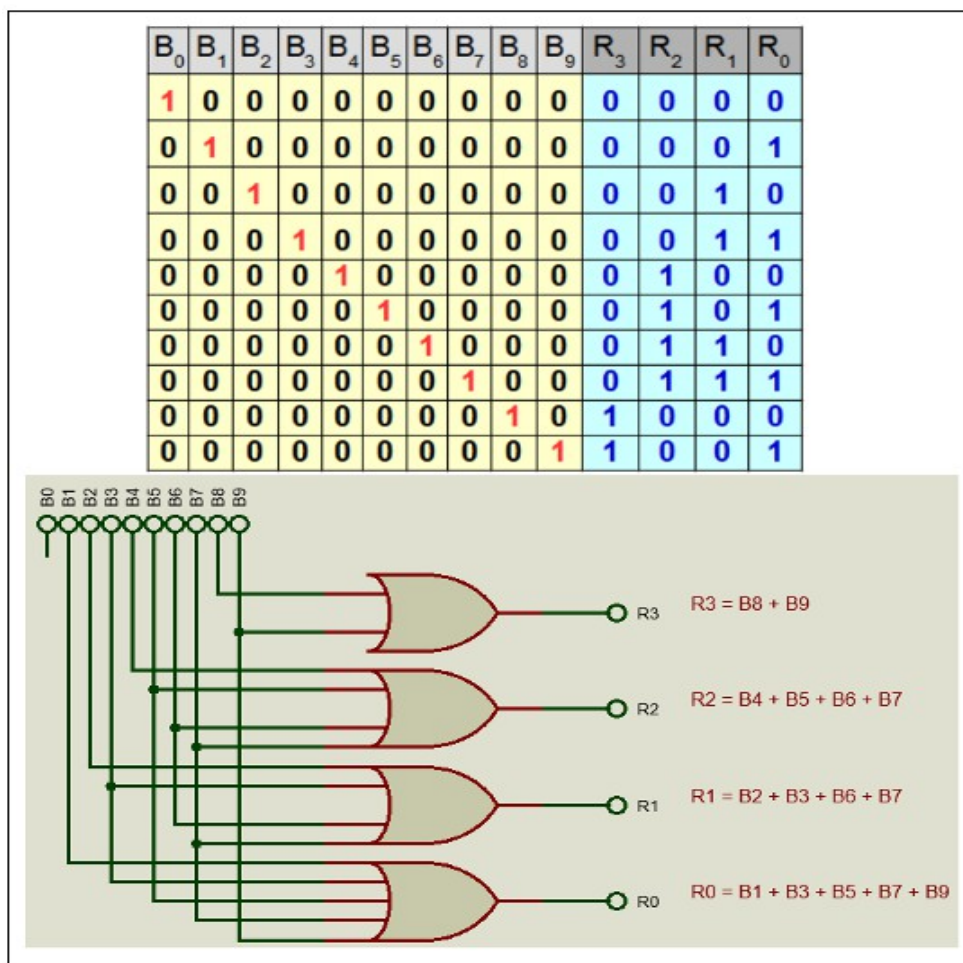 B0 B1 B2 B3 B4 B5 B6 B7 B8 B9 R3 R2 R1 R0
1 0 0 0 0 0 0 0 0 0 0 0 0 0
0 1 0 0 0 0 0 0 0 0 0 0 0 1
0 0 1 0 0 0 0 0 0 0 0 0 1 0
0 0 0 1 0 0 0 0 0 0 0 0 1 1
0 0 0 0 1 0 0 0 0 0 0 1 0 0
0 0 0 0 0 1 0 0 0 0 0 1 0 1
0 0 0 0 0 0 1 0 0 0 0 1 1 0
0 0 0 0 0 0 0 1 0 0 0 1 1 1
0 0 0 0 0 0 0 0 1 0 1 0 0 0
0 0 0 0 0 0 0 0 0 1 1 0 0 1
B0 B1 B2 B3 B4 B5 B6 B7 B8 B9
R3 R3 = B8 + B9
R2 R2 = B4 + B5 + B6 + B7
R1 R1 = B2 + B3 + B6 + B7
R0 R0 = B1 + B3 + B5 + B7 + B9